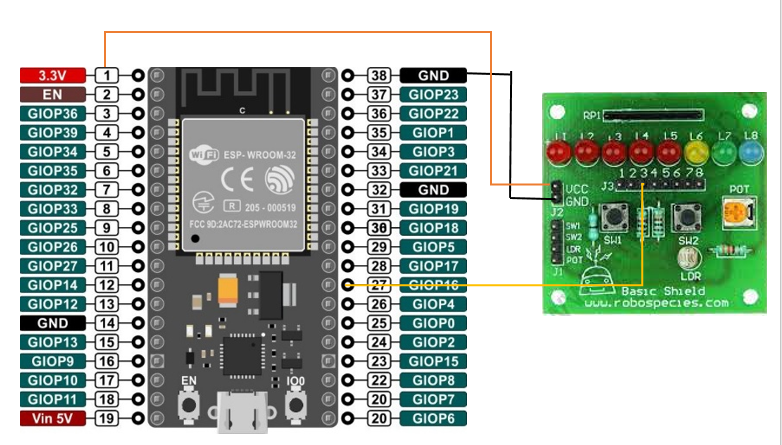 3.3V 1
EN 2
GIOP36 3
GIOP39 4
GIOP34 5
GIOP35 6
GIOP32 7
GIOP33 8
GIOP25 9
GIOP26 10
GIOP27 11
GIOP14 12
GIOP12 13
GND 14
GIOP13 15
GIOP9 16
GIOP10 17
GIOP11 18
Vin 5V 19
C
WiFi ESP-WROOM-32
CE
R 205-000519
FCC 9D:2AC72-ESPWROOM32
EN
IO0
38 GND
37 GIOP23
36 GIOP22
35 GIOP1
34 GIOP3
33 GIOP21
32 GND
31 GIOP19
30 GIOP18
29 GIOP5
28 GIOP17
27 GIOP16
26 GIOP4
25 GIOP0
24 GIOP2
23 GIOP15
22 GIOP8
20 GIOP7
20 GIOP6
RP1
L1 L2 L3 L4 L5 L6 L7 L8
1 2 3 4 5 6 7 8
J3
VCC
GND
J2
POT
SW1
SW2
LDR
POT
J1
SW1
SW2
LDR
Basic Shield
www.robospecies.com